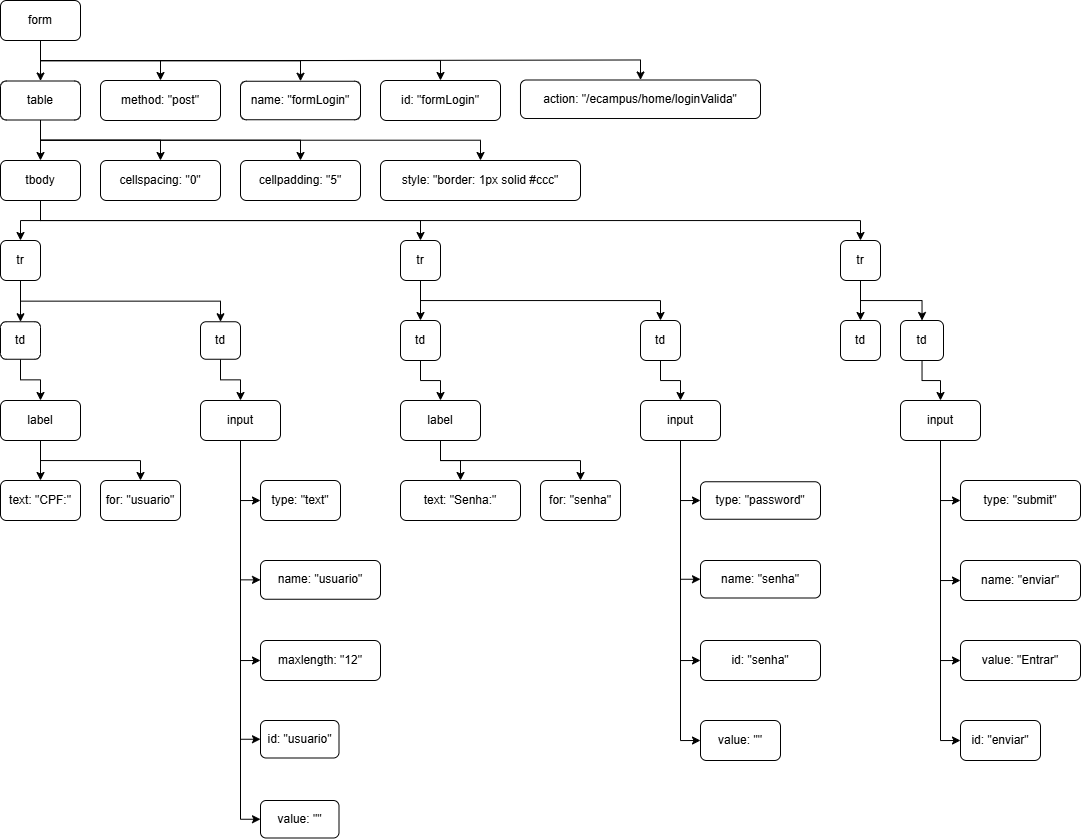 form
table
method: "post"
name: "formLogin"
id: "formLogin"
action: "/ecampus/home/loginValida"
tbody
cellspacing: "0"
cellpadding: "5"
style: "border: 1px solid #ccc"
tr
tr
tr
td
td
td
td
td
td
label
input
label
input
input
text: "CPF:"
for: "usuario"
type: "text"
text: "Senha:"
for: "senha"
type: "password"
type: "submit"
name: "usuario"
name: "senha"
name: "enviar"
maxlength: "12"
id: "senha"
value: "Entrar"
id: "usuario"
value: ""
id: "enviar"
value: ""